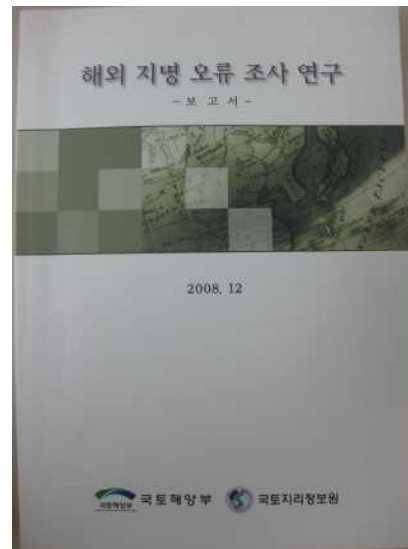 해외 지명 오류 조사 연구
- 보 고 서 -
2008. 12
국토해양부 국토지리정보원